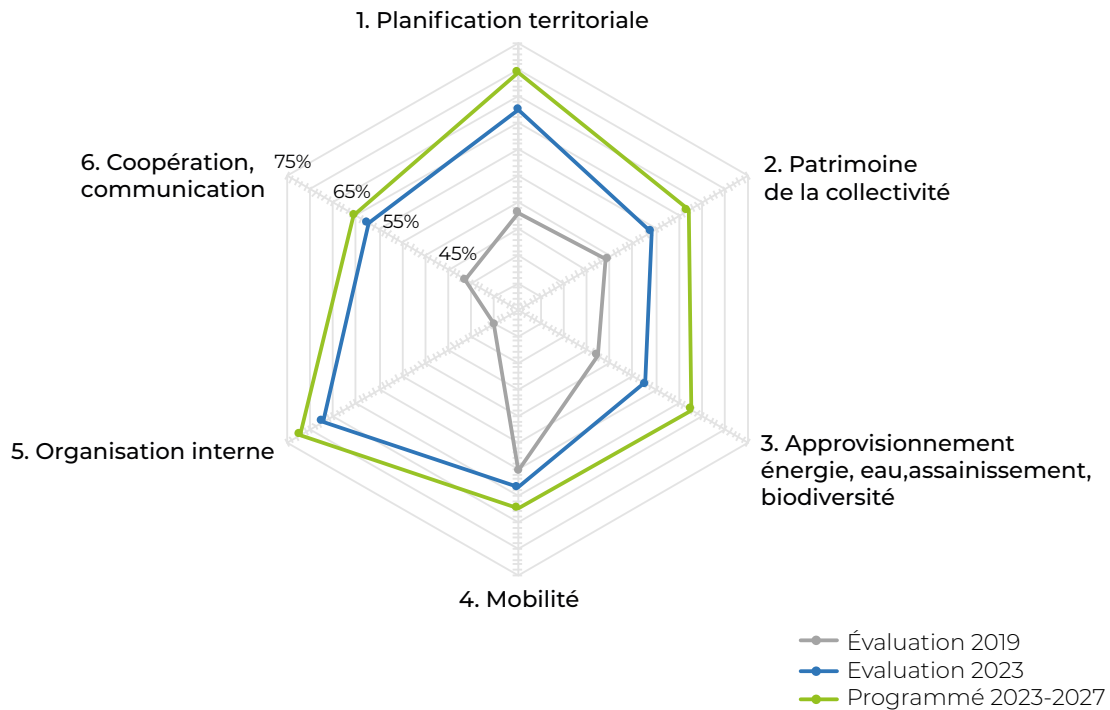 1. Planification territoriale
6. Coopération,
communication
75%
65%
55%
45%
2. Patrimoine
de la collectivité
5. Organisation interne
3. Approvisionnement
énergie, eau,assainissement,
biodiversité
4. Mobilité
Évaluation 2019
Evaluation 2023
Programmé 2023-2027